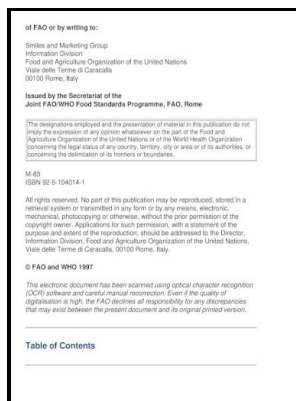 of FAO or by writing to:
Smiles and Marketing Group
Information Division
Food and Agriculture Organization of the United Nations
Viale delle Terme di Caracalla
00100 Rome, Italy
Issued by the Secretariat of the
Joint FAO/WHO Food Standards Programme, FAO, Rome
The designations employed and the presentation of material in this publication do not
imply the expression of any opinion whatsoever on the part of the Food and
Agriculture Organization of the United Nations or of the World Health Organization
concerning the legal status of any country, territory, city or area or of its authorities, or
concerning the delimitation of its frontiers or boundaries.
M-83
ISBN 92-5-104014-1
All rights reserved. No part of this publication may be reproduced, stored in a
retrieval system or transmitted in any form or by any means, electronic,
mechanical, photocopying or otherwise, without the prior permission of the
copyright owner. Applications for such permission, with a statement of the
purpose and extent of the reproduction, should be addressed to the Director,
Information Division, Food and Agriculture Organization of the United Nations,
Viale delle Terme di Caracalla, 00100 Rome, Italy.
© FAO and WHO 1997
This electronic document has been scanned using optical character recognition
(OCR) software and careful manual recorrection. Even if the quality of
digitalisation is high, the FAO declines all responsibility for any discrepancies
that may exist between the present document and its original printed version.
Table of Contents